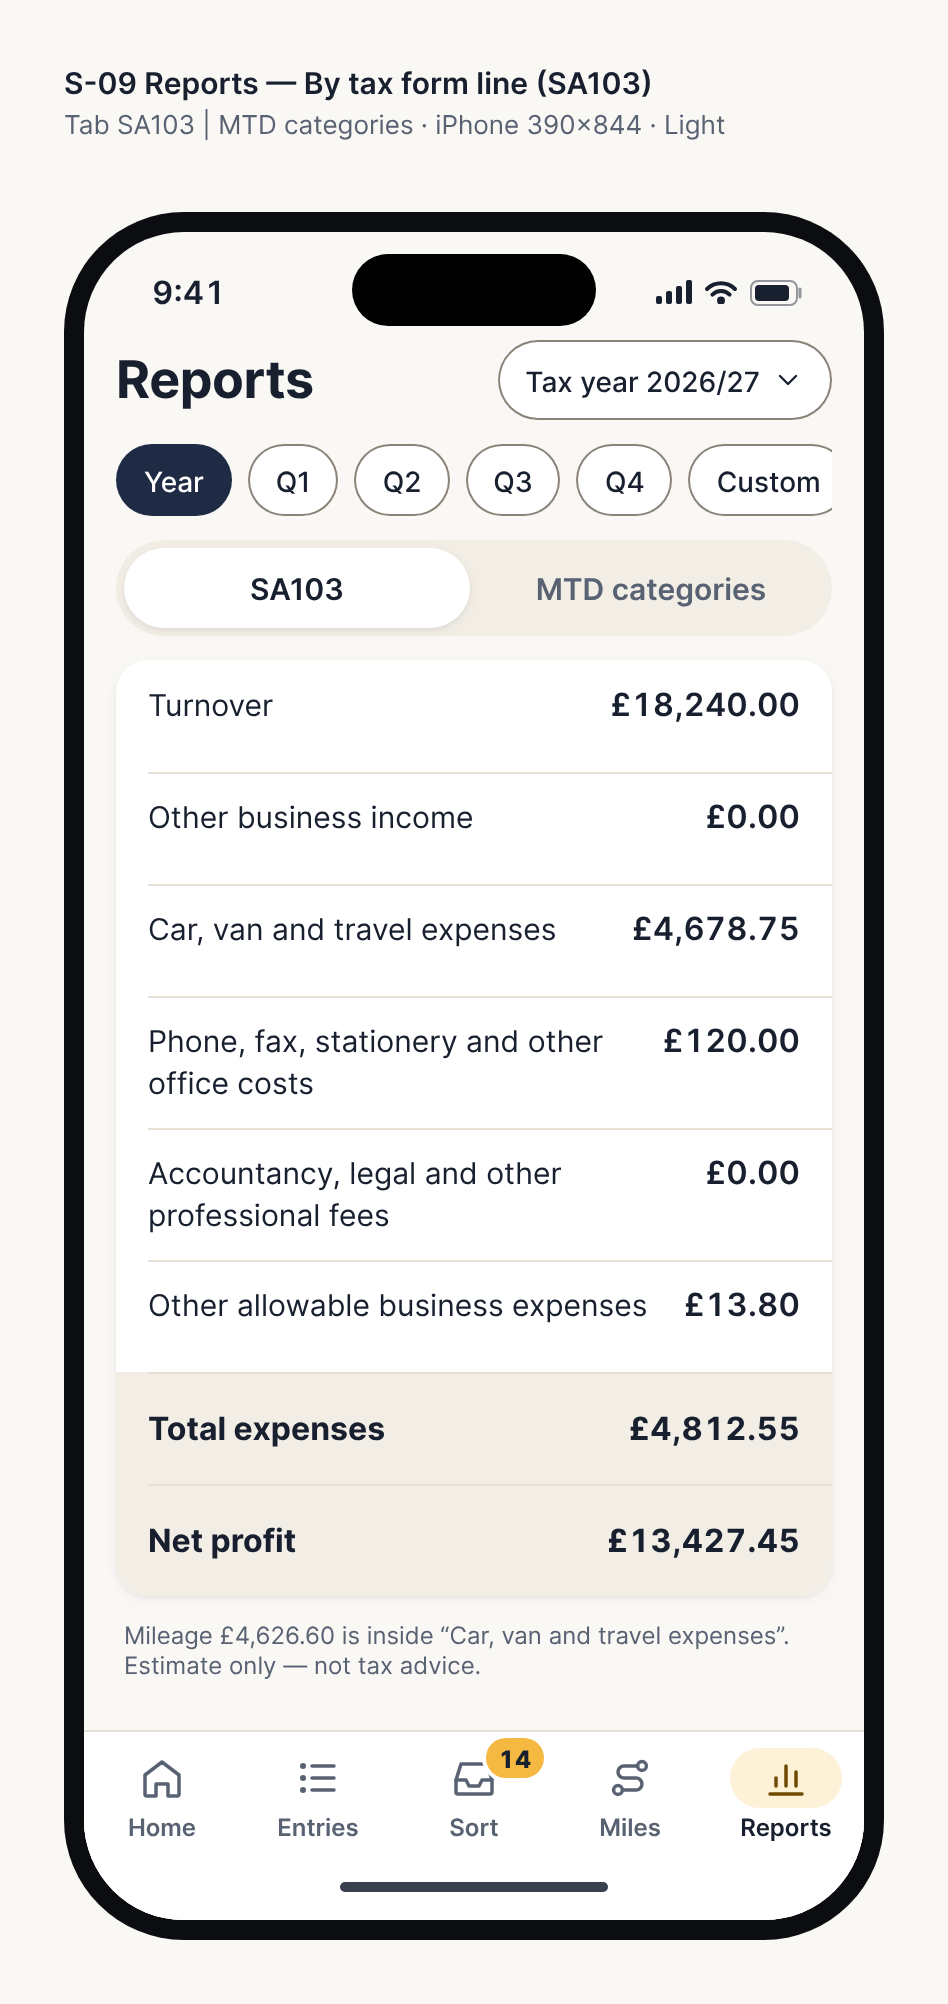 S-09 Reports — By tax form line (SA103)
Tab SA103 | MTD categories · iPhone 390×844 · Light
9:41
Reports
Tax year 2026/27
Year Q1 Q2 Q3 Q4 Custom
SA103 MTD categories
Turnover £18,240.00
Other business income £0.00
Car, van and travel expenses £4,678.75
Phone, fax, stationery and other £120.00
office costs
Accountancy, legal and other £0.00
professional fees
Other allowable business expenses £13.80
Total expenses £4,812.55
Net profit £13,427.45
Mileage £4,626.60 is inside “Car, van and travel expenses”.
Estimate only — not tax advice.
14
Home Entries Sort Miles Reports